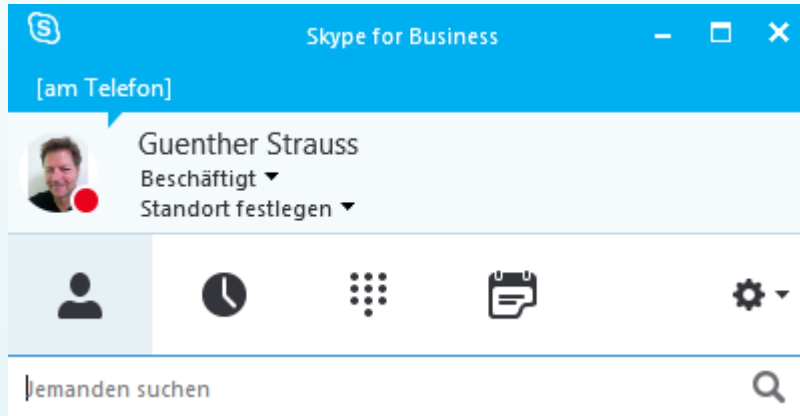 Skype for Business
[am Telefon]
Guenther Strauss
Beschäftigt
Standort festlegen
Jemanden suchen